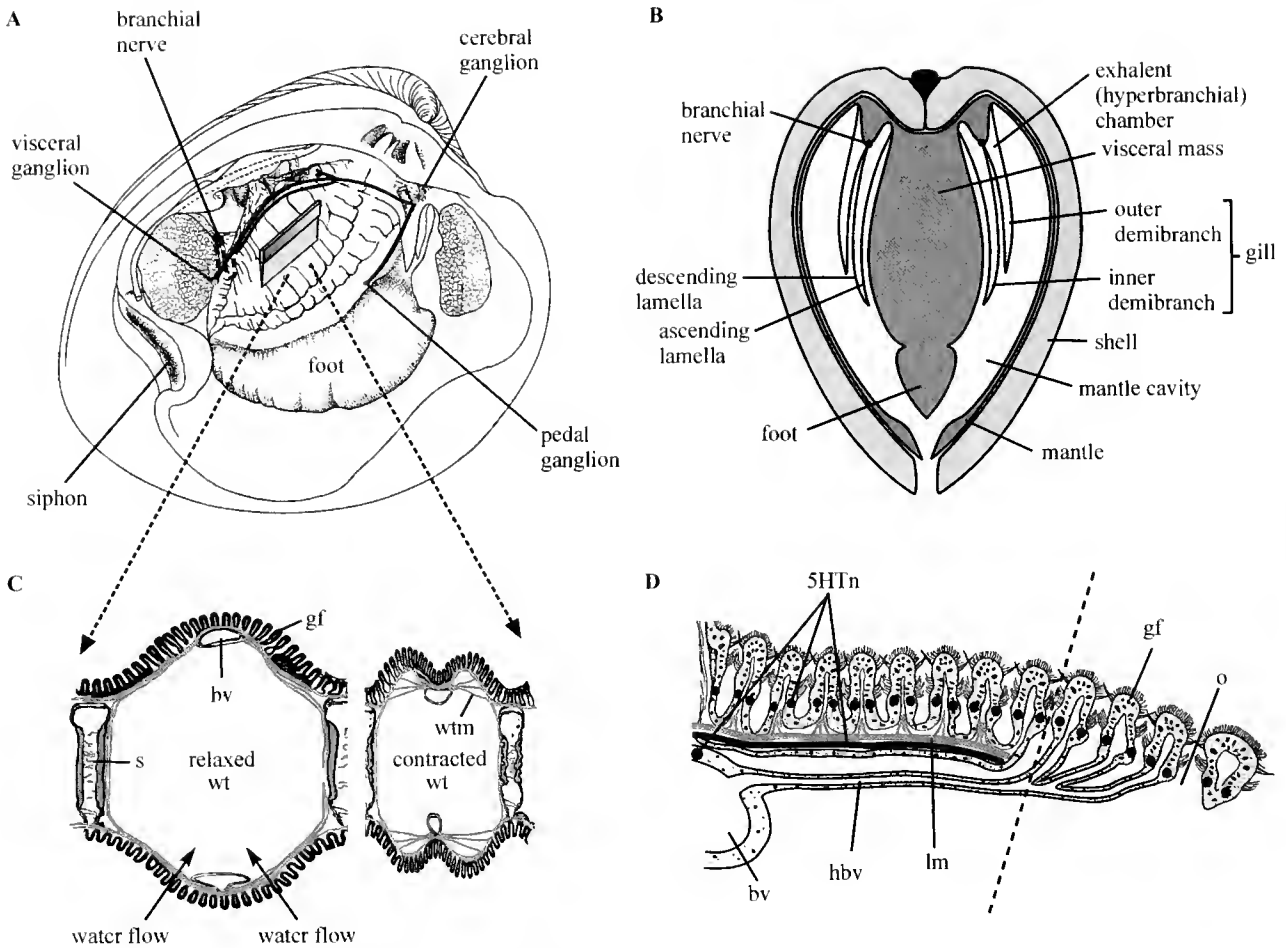 A
branchial
nerve
cerebral
ganglion
visceral
ganglion
foot
pedal
ganglion
siphon
B
branchial
nerve
exhalent
(hyperbranchial)
chamber
visceral mass
outer
demibranch
gill
inner
demibranch
descending
lamella
ascending
lamella
shell
mantle cavity
foot
mantle
C
gf
bv
wtm
s
relaxed
wt
contracted
wt
water flow
water flow
D
5HTn
gf
o
bv
hbv
lm